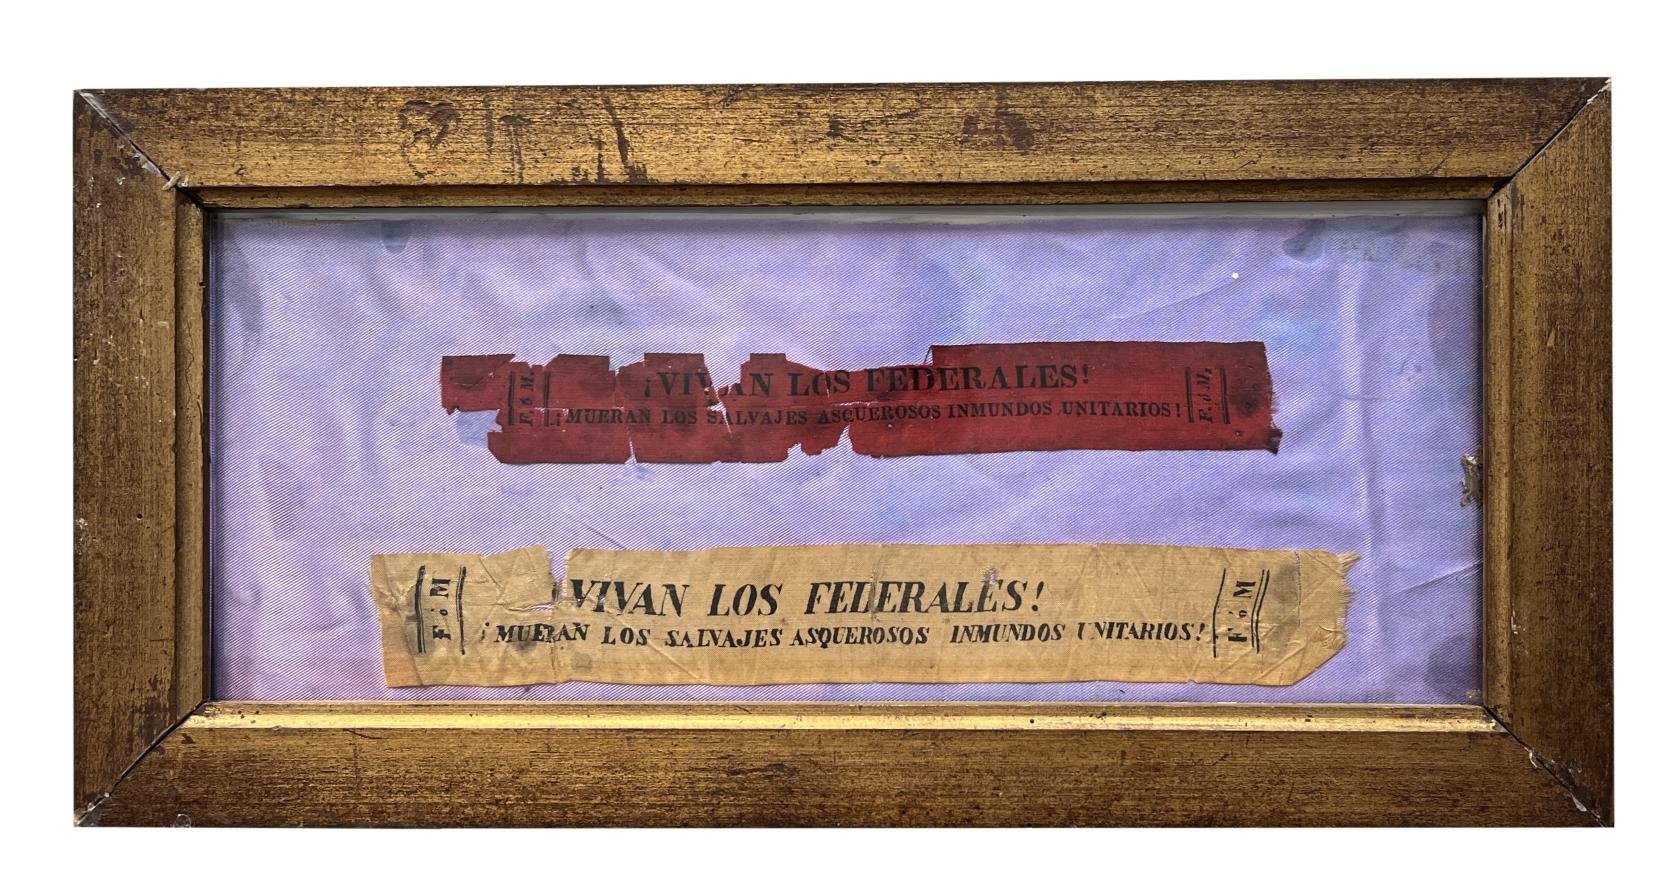 F. ó M.
¡VIVAN LOS FEDERALES!
¡MUERAN LOS SALVAJES ASQUEROSOS INMUNDOS UNITARIOS!
F. ó M.
F. ó M
VIVAN LOS FEDERALES!
¡MUERAN LOS SALVAJES ASQUEROSOS INMUNDOS UNITARIOS!
F. ó M